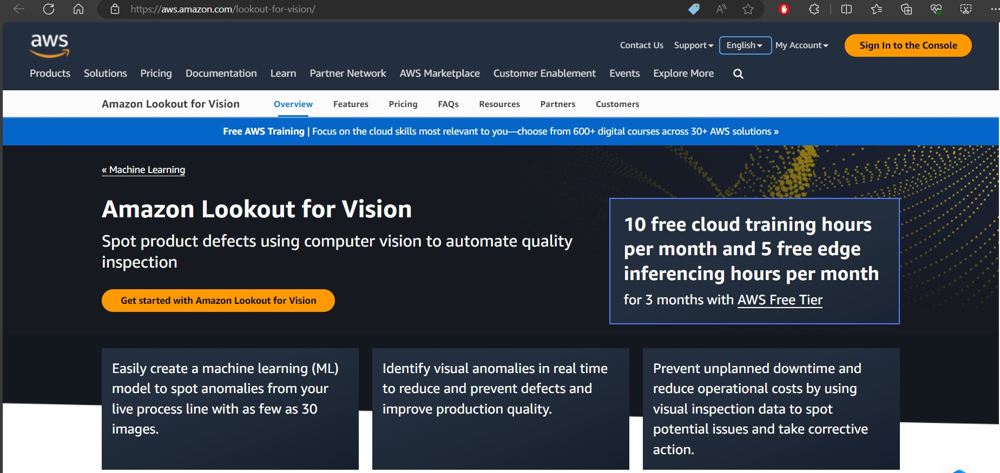 https://aws.amazon.com/lookout-for-vision/
aws
Contact Us Support English My Account Sign In to the Console
Products Solutions Pricing Documentation Learn Partner Network AWS Marketplace Customer Enablement Events Explore More
Amazon Lookout for Vision Overview Features Pricing FAQs Resources Partners Customers
Free AWS Training | Focus on the cloud skills most relevant to you—choose from 600+ digital courses across 30+ AWS solutions »
« Machine Learning
Amazon Lookout for Vision
Spot product defects using computer vision to automate quality
inspection
Get started with Amazon Lookout for Vision
10 free cloud training hours
per month and 5 free edge
inferencing hours per month
for 3 months with AWS Free Tier
Easily create a machine learning (ML)
model to spot anomalies from your
live process line with as few as 30
images.
Identify visual anomalies in real time
to reduce and prevent defects and
improve production quality.
Prevent unplanned downtime and
reduce operational costs by using
visual inspection data to spot
potential issues and take corrective
action.